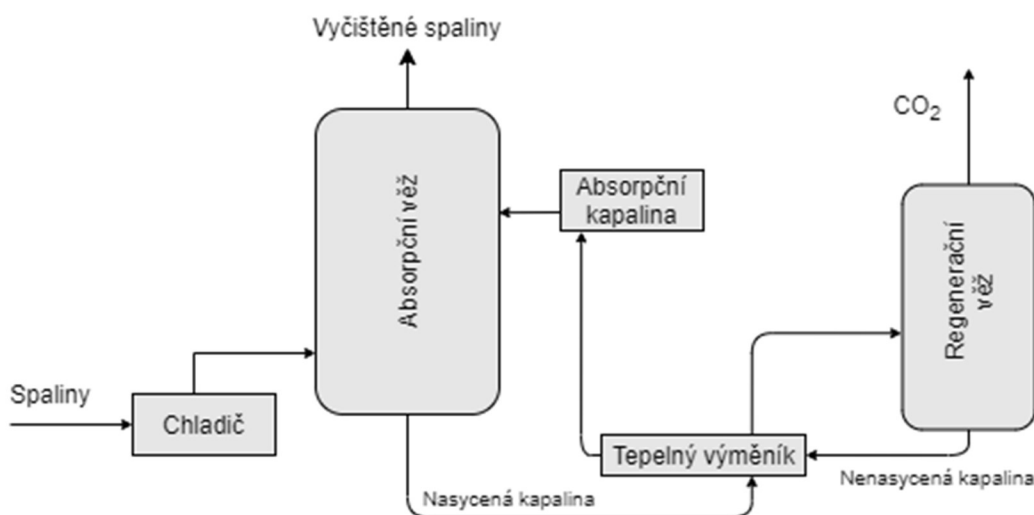 Vyčištěné spaliny
CO2
Absorpční
kapalina
Absorpční věž
Regenerační
věž
Spaliny
Chladič
Tepelný výměník
Nenasycená kapalina
Nasycená kapalina